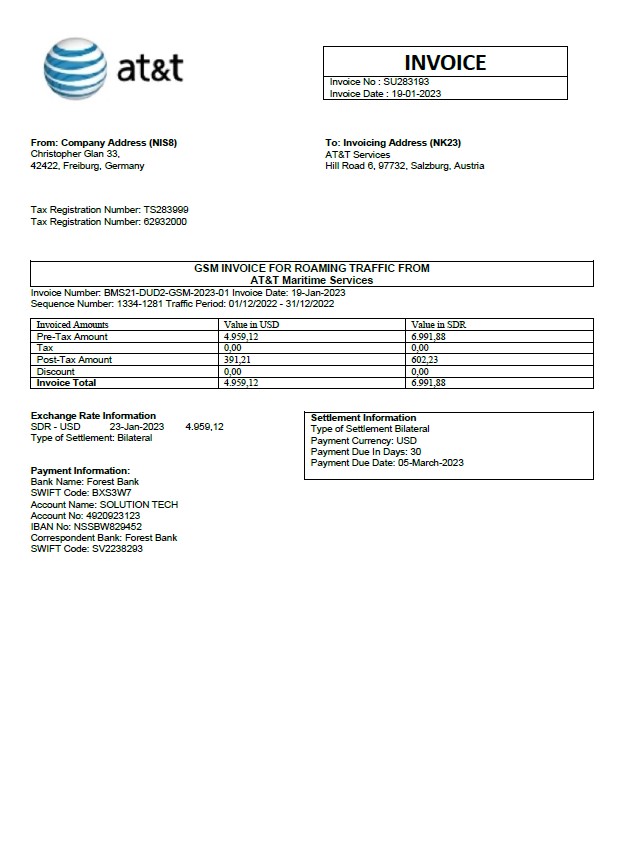 at&t
INVOICE
Invoice No : SU283193
Invoice Date : 19-01-2023
From: Company Address (NIS8)
Christopher Glan 33,
42422, Freiburg, Germany
To: Invoicing Address (NK23)
AT&T Services
Hill Road 6, 97732, Salzburg, Austria
Tax Registration Number: TS283999
Tax Registration Number: 62932000
GSM INVOICE FOR ROAMING TRAFFIC FROM
AT&T Maritime Services
Invoice Number: BMS21-DUD2-GSM-2023-01 Invoice Date: 19-Jan-2023
Sequence Number: 1334-1281 Traffic Period: 01/12/2022 - 31/12/2022
Invoiced Amounts Value in USD Value in SDR
Pre-Tax Amount 4.959,12 6.991,88
Tax 0,00 0,00
Post-Tax Amount 391,21 602,23
Discount 0,00 0,00
Invoice Total 4.959,12 6.991,88
Exchange Rate Information
SDR - USD 23-Jan-2023 4.959,12
Type of Settlement: Bilateral
Settlement Information
Type of Settlement Bilateral
Payment Currency: USD
Payment Due In Days: 30
Payment Due Date: 05-March-2023
Payment Information:
Bank Name: Forest Bank
SWIFT Code: BXS3W7
Account Name: SOLUTION TECH
Account No: 4920923123
IBAN No: NSSBW829452
Correspondent Bank: Forest Bank
SWIFT Code: SV2238293